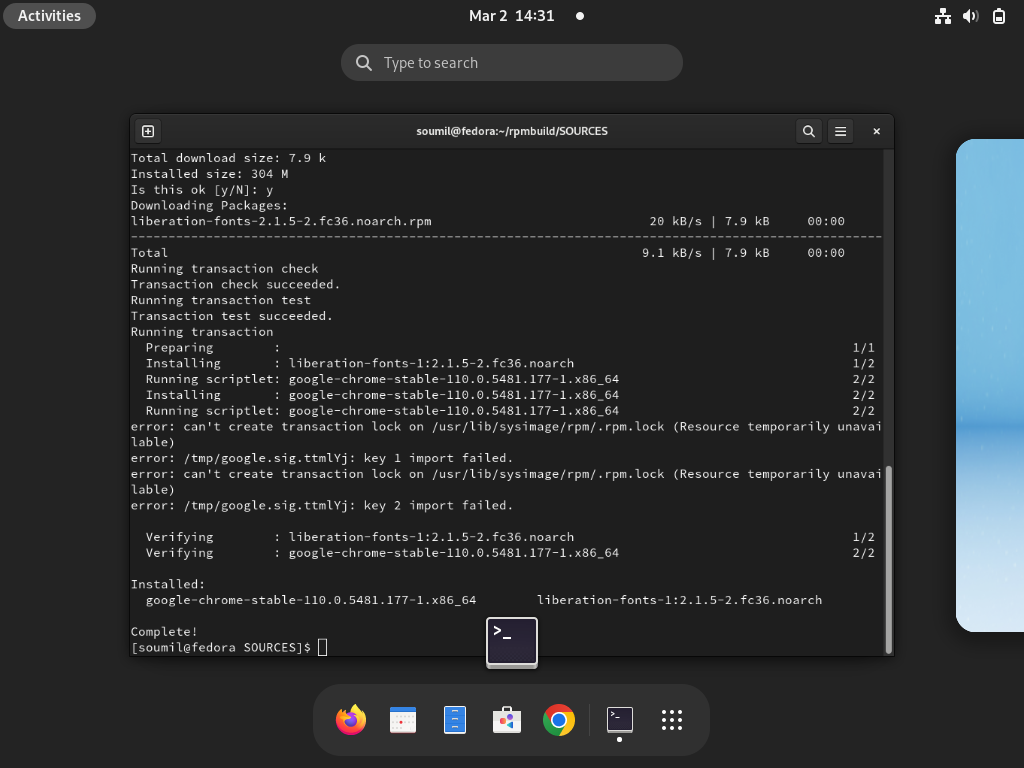 Activities
Mar 2 14:31
Type to search
soumil@fedora:~/rpmbuild/SOURCES
Total download size: 7.9 k
Installed size: 304 M
Is this ok [y/N]: y
Downloading Packages:
liberation-fonts-2.1.5-2.fc36.noarch.rpm 20 kB/s | 7.9 kB 00:00
--------------------------------------------------------------------------------
Total 9.1 kB/s | 7.9 kB 00:00
Running transaction check
Transaction check succeeded.
Running transaction test
Transaction test succeeded.
Running transaction
Preparing : 1/1
Installing : liberation-fonts-1:2.1.5-2.fc36.noarch 1/2
Running scriptlet: google-chrome-stable-110.0.5481.177-1.x86_64 2/2
Installing : google-chrome-stable-110.0.5481.177-1.x86_64 2/2
Running scriptlet: google-chrome-stable-110.0.5481.177-1.x86_64 2/2
error: can't create transaction lock on /usr/lib/sysimage/rpm/.rpm.lock (Resource temporarily unavai
lable)
error: /tmp/google.sig.ttmlYj: key 1 import failed.
error: can't create transaction lock on /usr/lib/sysimage/rpm/.rpm.lock (Resource temporarily unavai
lable)
error: /tmp/google.sig.ttmlYj: key 2 import failed.
Verifying : liberation-fonts-1:2.1.5-2.fc36.noarch 1/2
Verifying : google-chrome-stable-110.0.5481.177-1.x86_64 2/2
Installed:
google-chrome-stable-110.0.5481.177-1.x86_64 liberation-fonts-1:2.1.5-2.fc36.noarch
Complete!
[soumil@fedora SOURCES]$